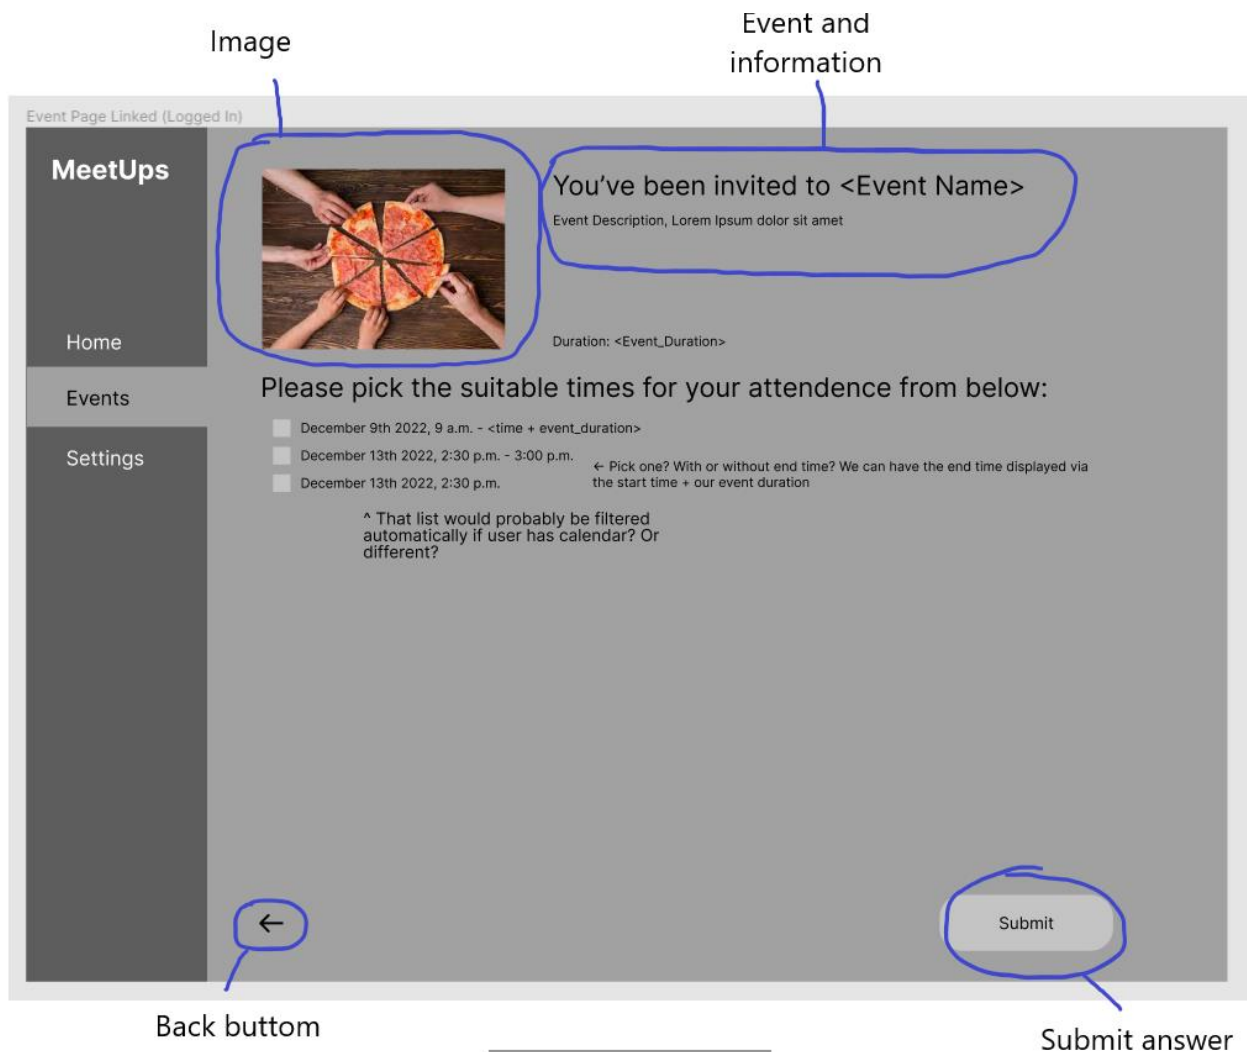 Image
Event and
information
Event Page Linked (Logged In)
MeetUps
You've been invited to <Event Name>
Event Description, Lorem Ipsum dolor sit amet
Home
Duration: <Event_Duration>
Events
Please pick the suitable times for your attendence from below:
December 9th 2022, 9 a.m. - <time + event_duration>
Settings
December 13th 2022, 2:30 p.m. - 3:00 p.m.
← Pick one? With or without end time? We can have the end time displayed via
the start time + our event duration
December 13th 2022, 2:30 p.m.
^ That list would probably be filtered
automatically if user has calendar? Or
different?
←
Submit
Back buttom
Submit answer